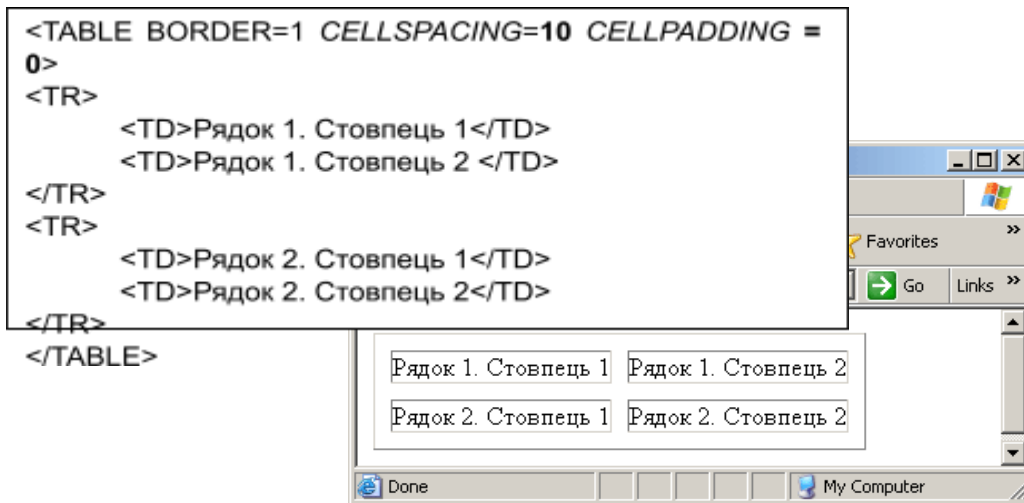 <TABLE BORDER=1 CELLSPACING=10 CELLPADDING =
0>
<TR>
<TD>Рядок 1. Стовпець 1</TD>
<TD>Рядок 1. Стовпець 2 </TD>
</TR>
<TR>
<TD>Рядок 2. Стовпець 1</TD>
<TD>Рядок 2. Стовпець 2</TD>
</TR>
</TABLE>
Favorites »
Go Links »
Рядок 1. Стовпець 1 Рядок 1. Стовпець 2
Рядок 2. Стовпець 1 Рядок 2. Стовпець 2
Done My Computer